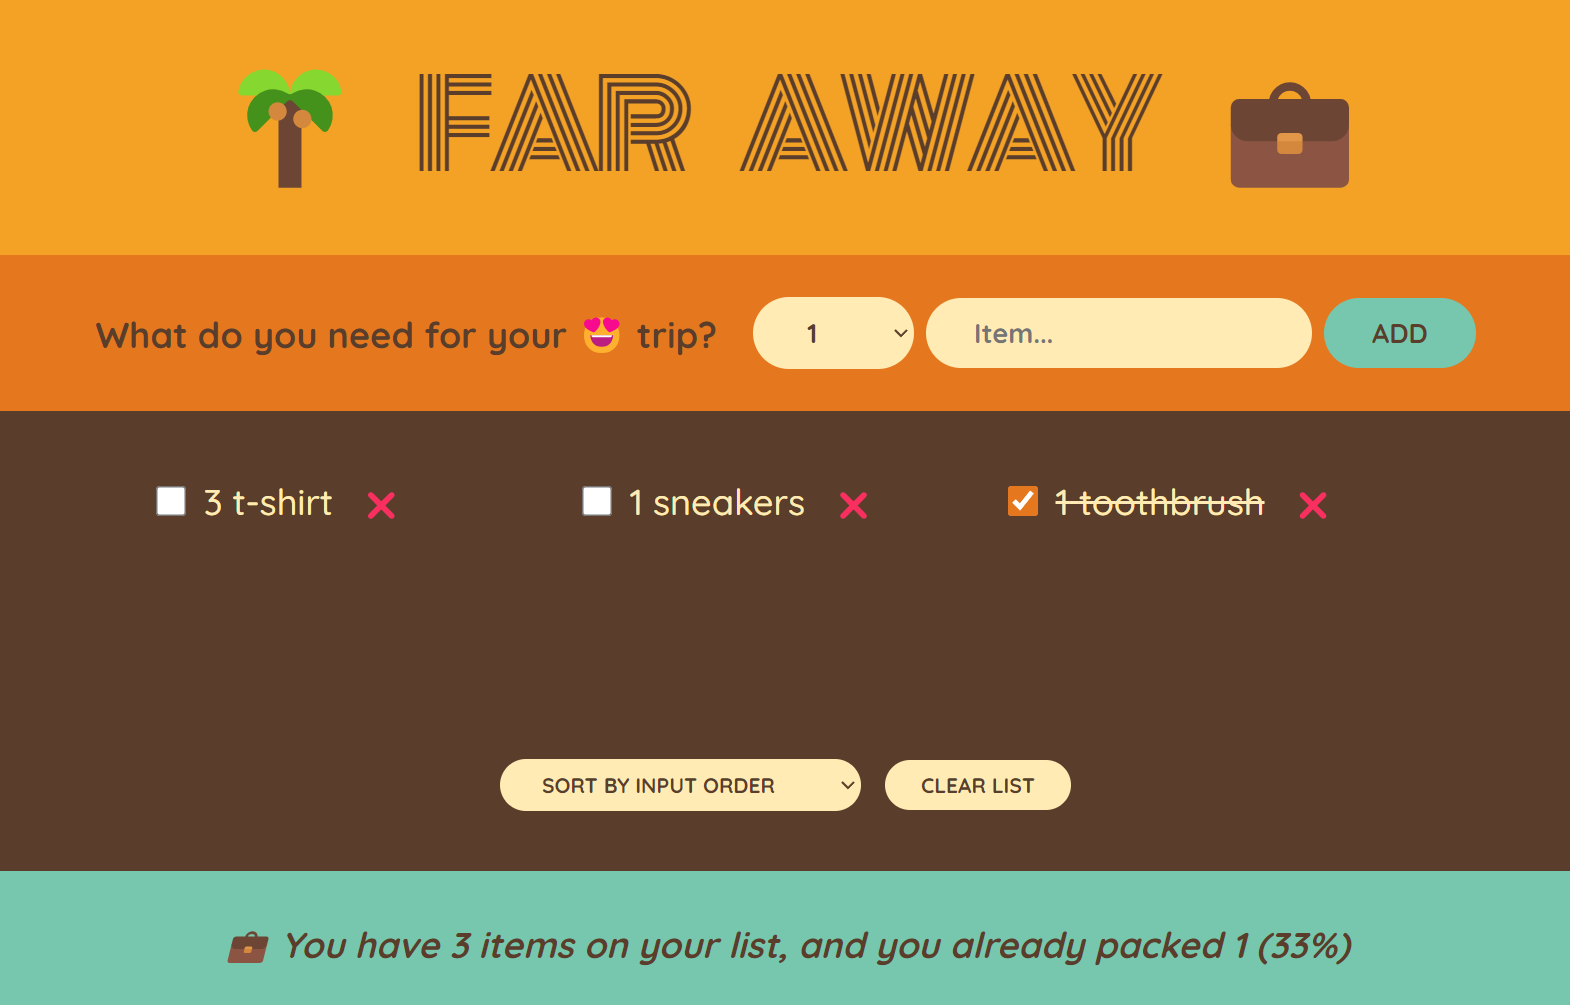 🌴 FAR AWAY 💼
What do you need for your 😍 trip? 1 Item... ADD
3 t-shirt ❌ 1 sneakers ❌ 1 toothbrush ❌
SORT BY INPUT ORDER CLEAR LIST
💼 You have 3 items on your list, and you already packed 1 (33%)